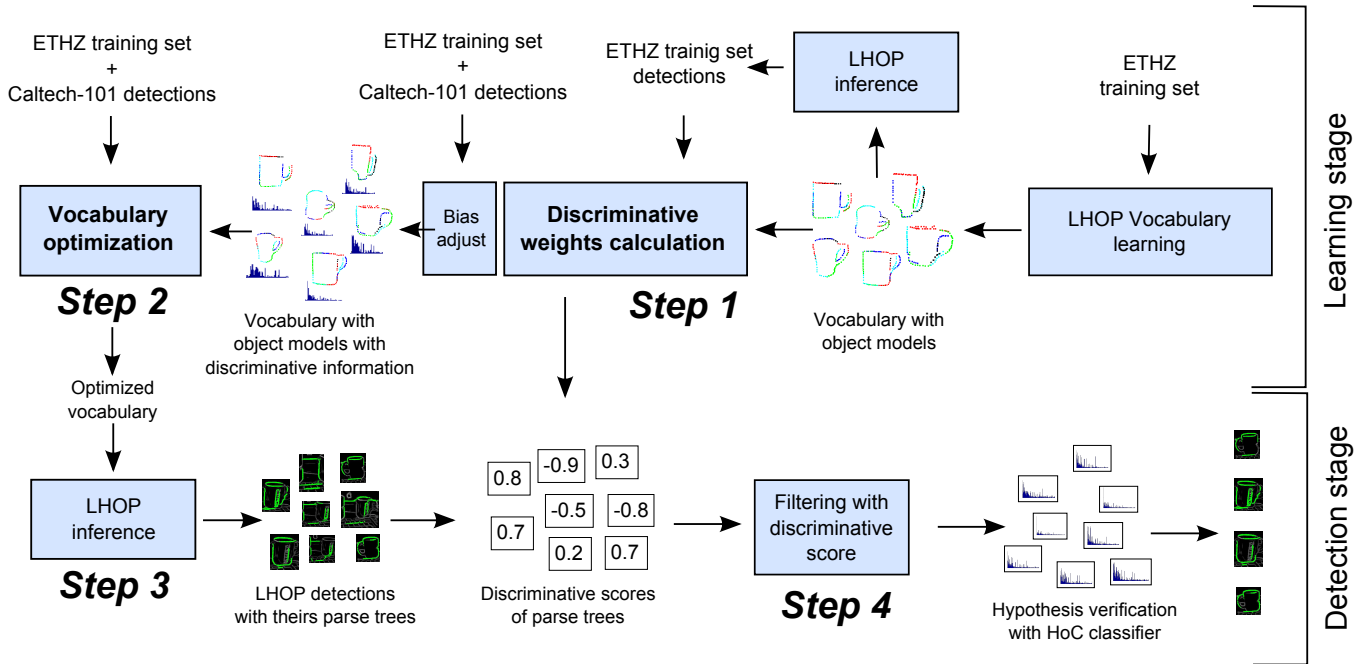 ETHZ training set
+
Caltech-101 detections
ETHZ training set
+
Caltech-101 detections
ETHZ trainig set
detections
LHOP
inference
ETHZ
training set
Vocabulary
optimization
Step 2
Bias
adjust
Discriminative
weights calculation
Step 1
LHOP Vocabulary
learning
Learning stage
Vocabulary with
object models with
discriminative information
Vocabulary with
object models
Optimized
vocabulary
LHOP
inference
Step 3
LHOP detections
with theirs parse trees
0.8
-0.9
0.3
-0.5
-0.8
0.7
0.2
0.7
Discriminative scores
of parse trees
Filtering with
discriminative
score
Step 4
Hypothesis verification
with HoC classifier
Detection stage